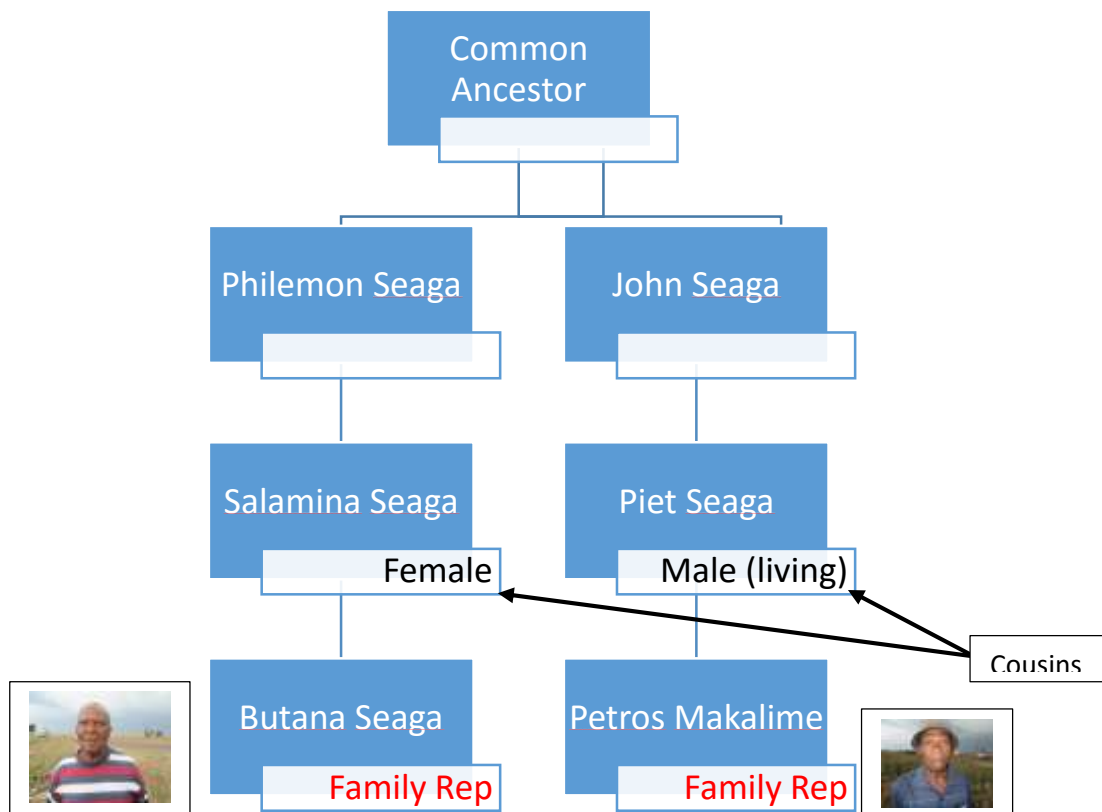 Common
Ancestor
Philemon Seaga
John Seaga
Salamina Seaga
Female
Piet Seaga
Male (living)
Cousins
Butana Seaga
Family Rep
Petros Makalime
Family Rep